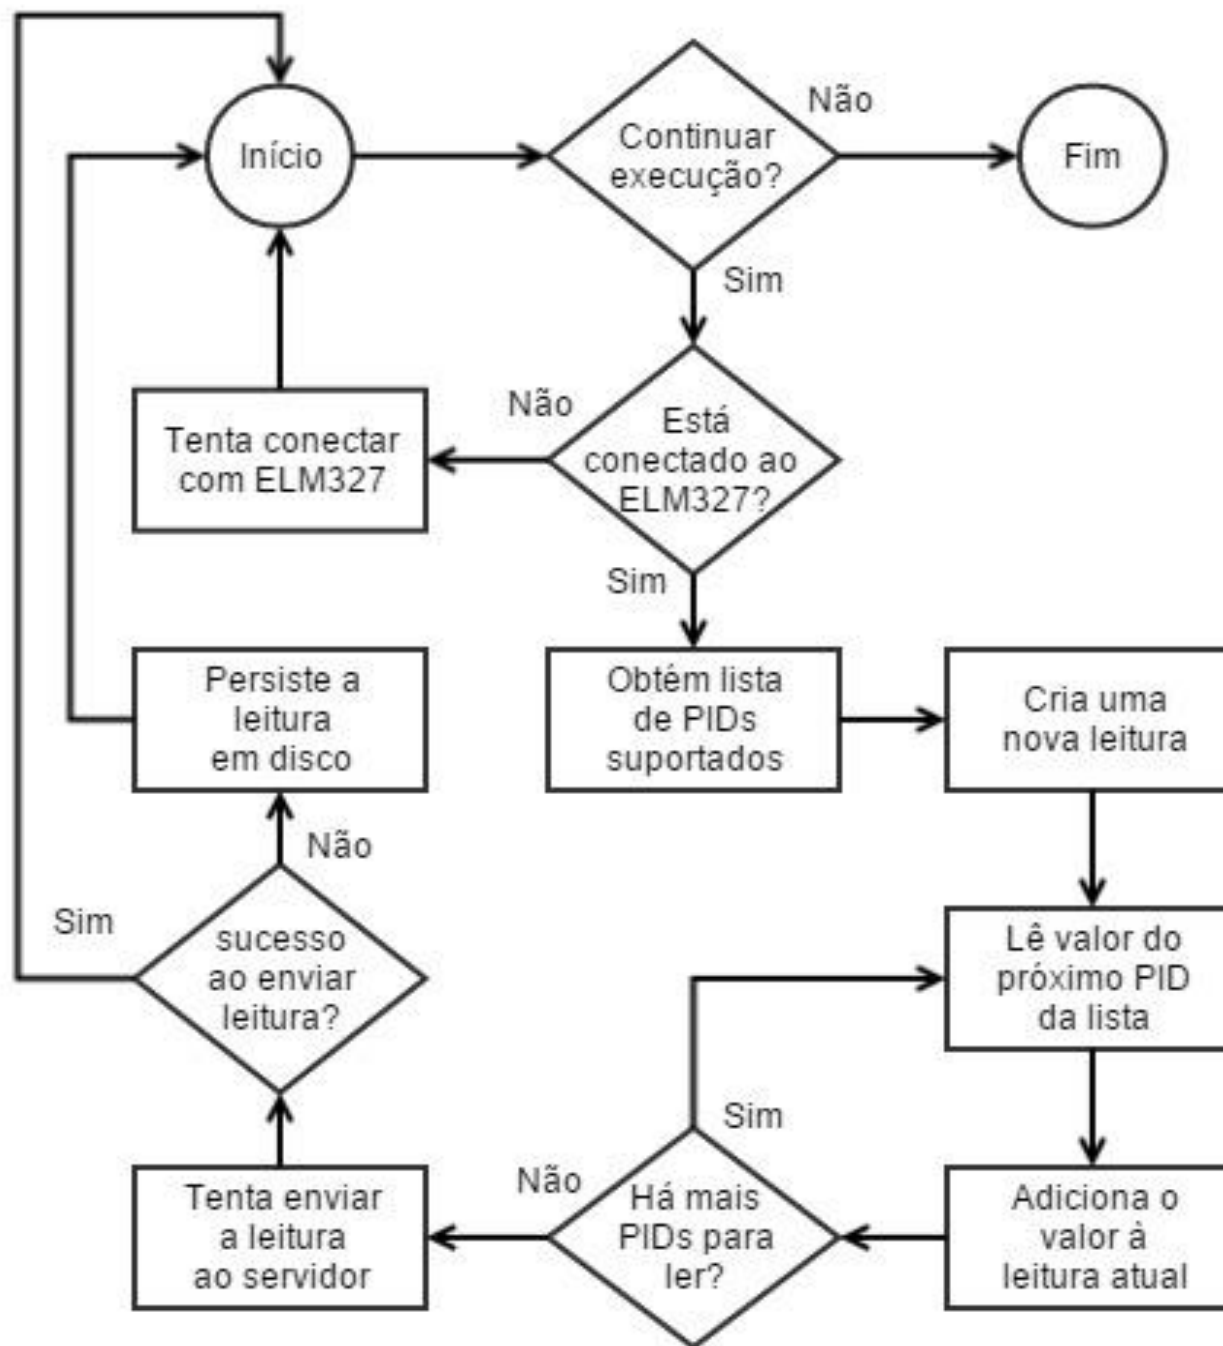 Início
Continuar
execução?
Não
Fim
Sim
Está
conectado ao
ELM327?
Não
Tenta conectar
com ELM327
Sim
Obtém lista
de PIDs
suportados
Cria uma
nova leitura
Lê valor do
próximo PID
da lista
Adiciona o
valor à
leitura atual
Há mais
PIDs para
ler?
Sim
Não
Tenta enviar
a leitura
ao servidor
sucesso
ao enviar
leitura?
Sim
Não
Persiste a
leitura
em disco